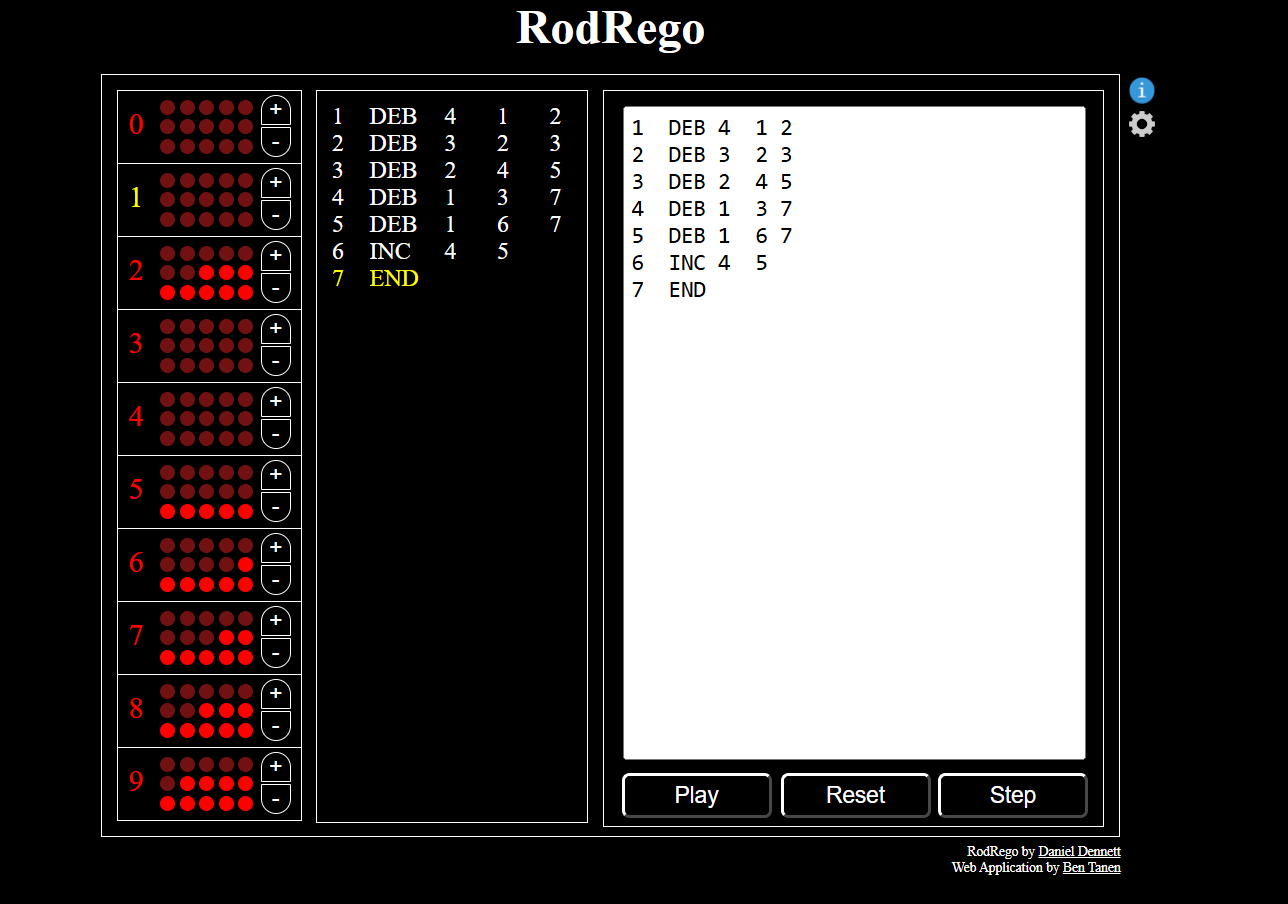 RodRego
0 + -
1 + -
2 + -
3 + -
4 + -
5 + -
6 + -
7 + -
8 + -
9 + -
1 DEB 4 1 2
2 DEB 3 2 3
3 DEB 2 4 5
4 DEB 1 3 7
5 DEB 1 6 7
6 INC 4 5
7 END
1 DEB 4 1 2
2 DEB 3 2 3
3 DEB 2 4 5
4 DEB 1 3 7
5 DEB 1 6 7
6 INC 4 5
7 END
Play Reset Step
i
RodRego by Daniel Dennett
Web Application by Ben Tanen